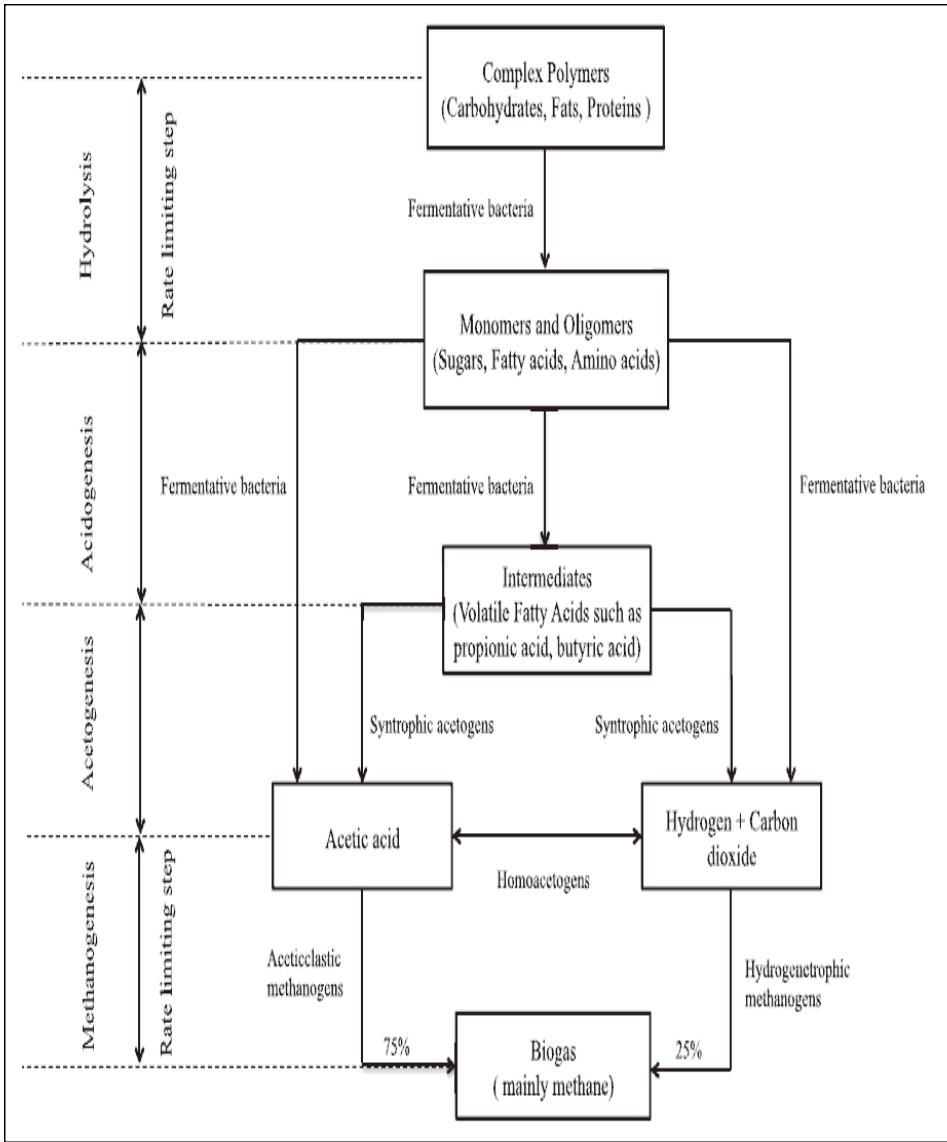 Complex Polymers
(Carbohydrates, Fats, Proteins )
Hydrolysis
Rate limiting step
Fermentative bacteria
Monomers and Oligomers
(Sugars, Fatty acids, Amino acids)
Acidogenesis
Fermentative bacteria
Fermentative bacteria
Fermentative bacteria
Intermediates
(Volatile Fatty Acids such as
propionic acid, butyric acid)
Acetogenesis
Syntrophic acetogens
Syntrophic acetogens
Acetic acid
Hydrogen + Carbon
dioxide
Homoacetogens
Methanogenesis
Rate limiting step
Aceticclastic
methanogens
Hydrogenetrophic
methanogens
75%
25%
Biogas
( mainly methane)